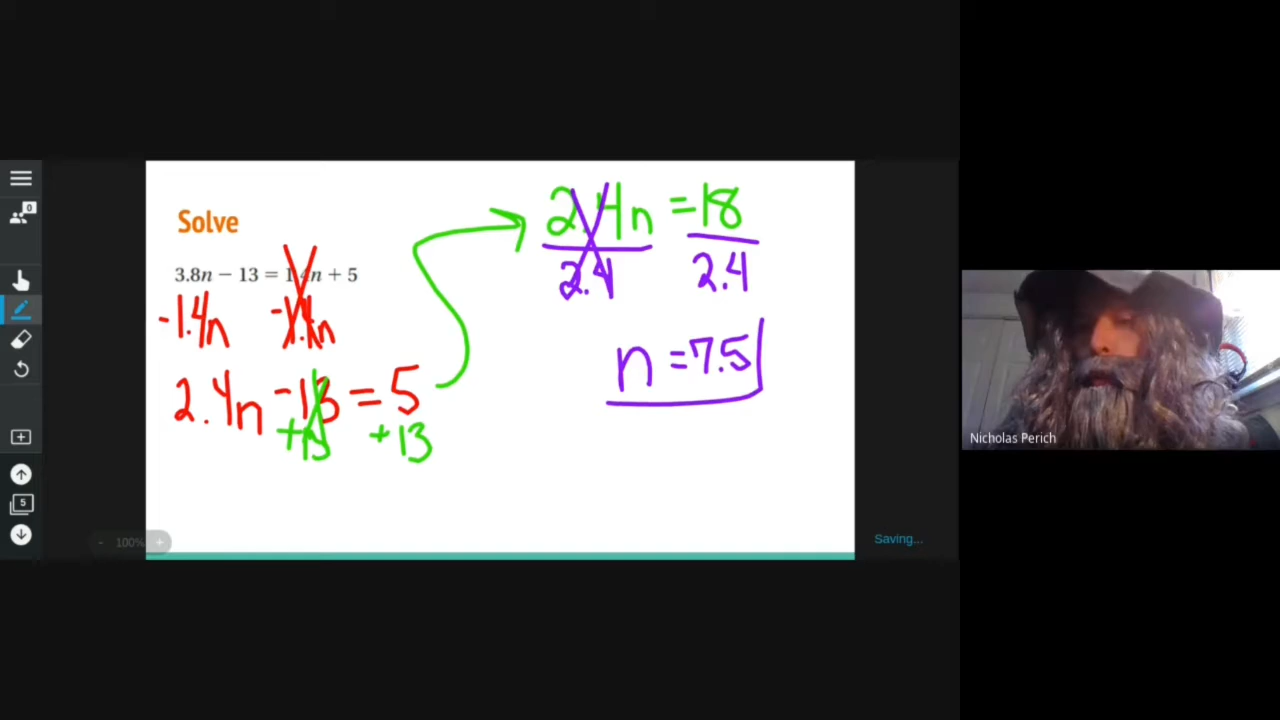 Solve
3.8n − 13 = 1.4n + 5
-1.4n -1.4n
2.4n -13 = 5
+13 +13
2.4n = 18
2.4 2.4
n = 7.5
0
5
- 100% +
Saving...
Nicholas Perich